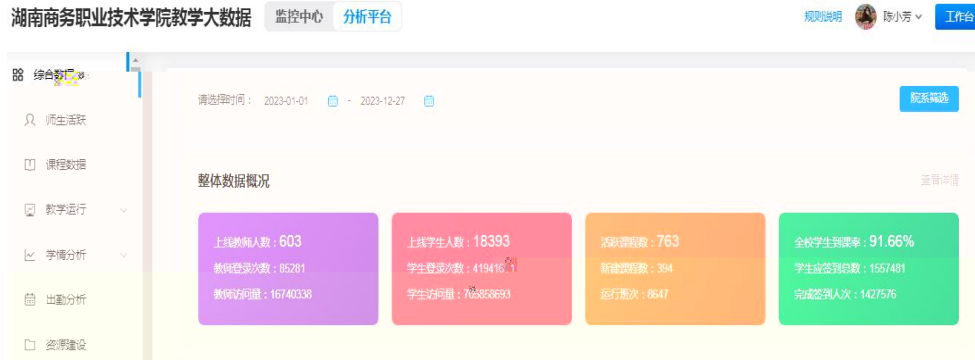 湖南商务职业技术学院教学大数据 监控中心 分析平台 规则说明 陈小芳 工作台
综合数据
请选择时间： 2023-01-01 - 2023-12-27 院系筛选
师生活跃
课程数据
整体数据概况 查看详情
教学运行
上线教师人数：603
教师登录次数：85281
教师访问量：16740338
上线学生人数：18393
学生登录次数：419416
学生访问量：705858693
活跃课程数：763
新建课程数：394
运行班次：8647
全校学生到课率：91.66%
学生应签到总数：1557481
完成签到人次：1427576
学情分析
出勤分析
资源建设